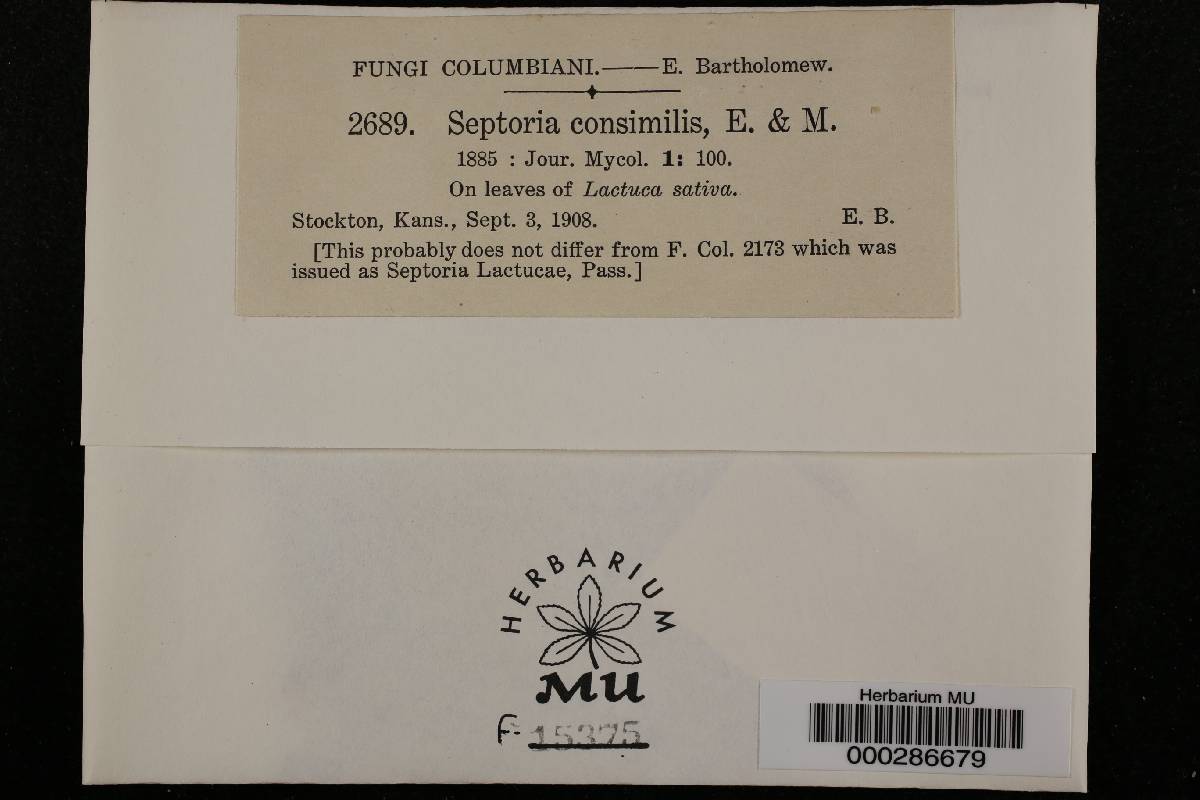 FUNGI COLUMBIANI.——E. Bartholomew.
2689. Septoria consimilis, E. & M.
1885 : Jour. Mycol. 1: 100.
On leaves of Lactuca sativa.
Stockton, Kans., Sept. 3, 1908. E. B.
[This probably does not differ from F. Col. 2173 which was
issued as Septoria Lactucae, Pass.]
HERBARIUM
MU
F-15375
Herbarium MU
000286679